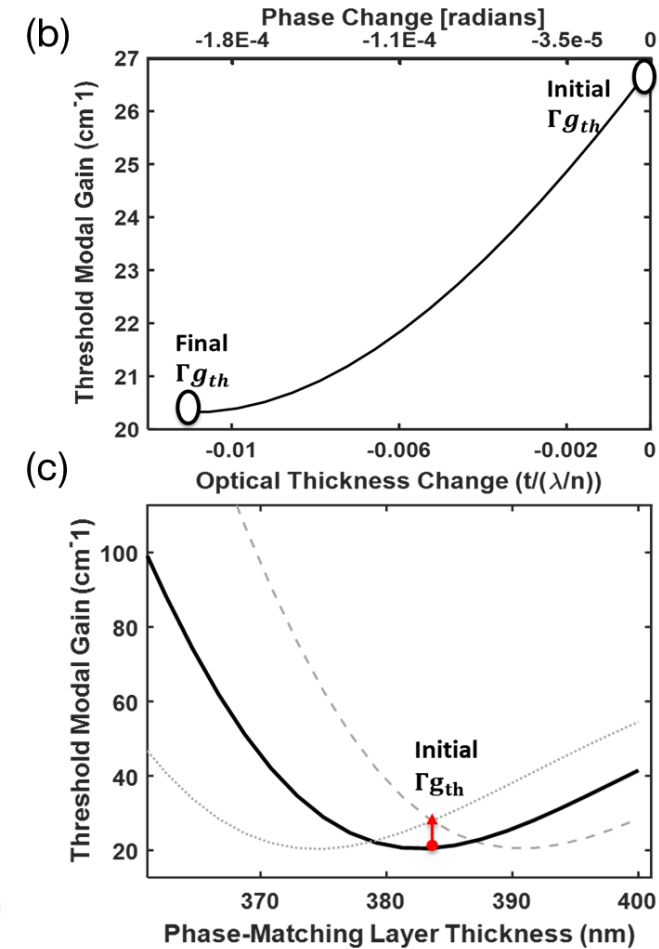 (b)
Phase Change [radians]
-1.8E-4 -1.1E-4 -3.5e-5 0
Threshold Modal Gain (cm⁻¹)
27
26
25
24
23
22
21
20
Initial
Γg_th
Final
Γg_th
-0.01 -0.006 -0.002 0
Optical Thickness Change (t/(λ/n))
(c)
Threshold Modal Gain (cm⁻¹)
100
80
60
40
20
Initial
Γg_th
370 380 390 400
Phase-Matching Layer Thickness (nm)